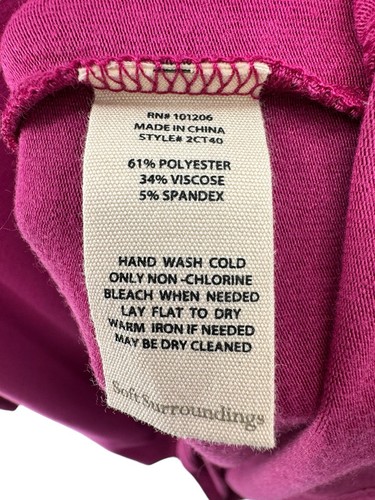 RN# 101206
MADE IN CHINA
STYLE# 2CT40
61% POLYESTER
34% VISCOSE
5% SPANDEX
HAND WASH COLD
ONLY NON -CHLORINE
BLEACH WHEN NEEDED
LAY FLAT TO DRY
WARM IRON IF NEEDED
MAY BE DRY CLEANED
Soft Surroundings